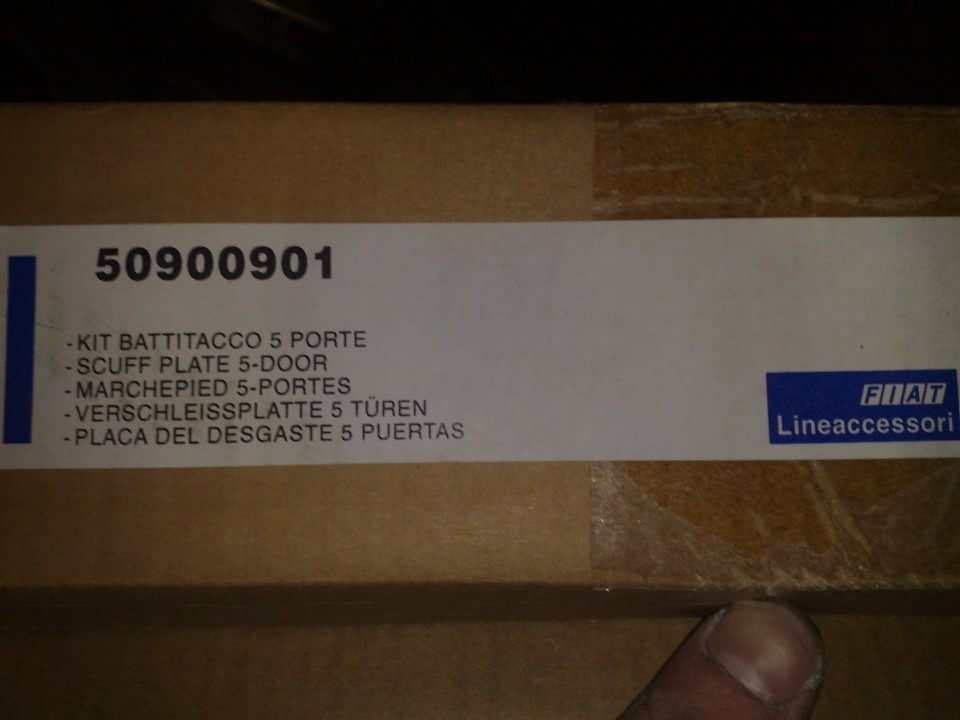 50900901
-KIT BATTITACCO 5 PORTE
-SCUFF PLATE 5-DOOR
-MARCHEPIED 5-PORTES
-VERSCHLEISSPLATTE 5 TÜREN
-PLACA DEL DESGASTE 5 PUERTAS
FIAT
Lineaccessori